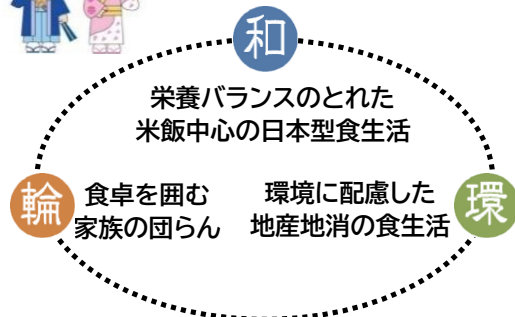 和
栄養バランスのとれた
米飯中心の日本型食生活
輪
食卓を囲む
家族の団らん
環境に配慮した
地産地消の食生活
環